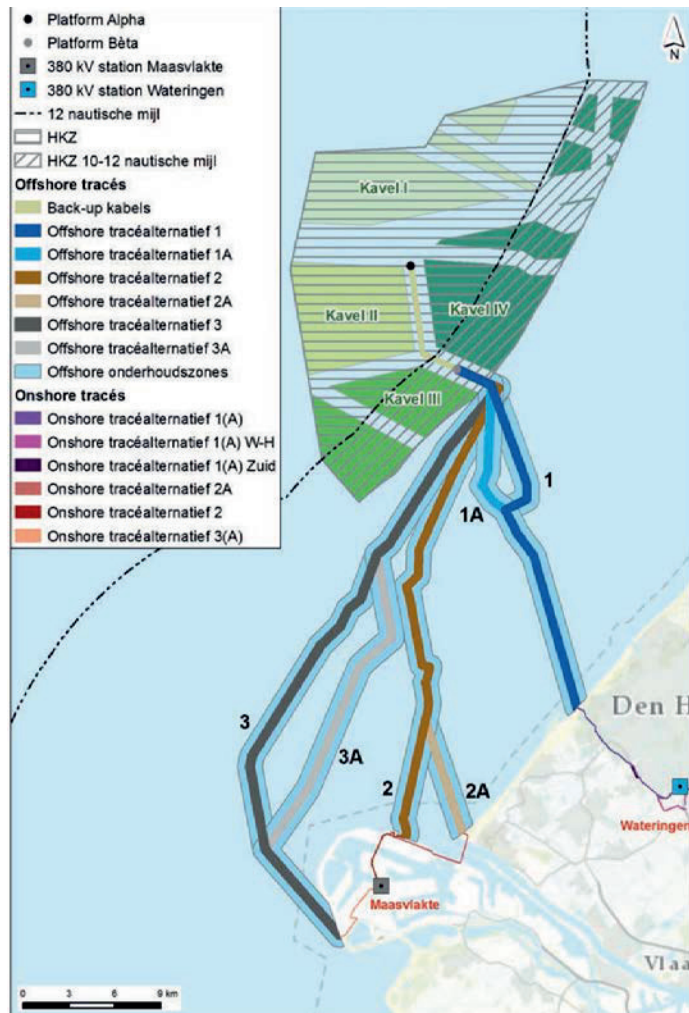 Platform Alpha
Platform Bèta
380 kV station Maasvlakte
380 kV station Wateringen
12 nautische mijl
HKZ
HKZ 10-12 nautische mijl
Offshore tracés
Back-up kabels
Offshore tracéalternatief 1
Offshore tracéalternatief 1A
Offshore tracéalternatief 2
Offshore tracéalternatief 2A
Offshore tracéalternatief 3
Offshore tracéalternatief 3A
Offshore onderhoudszones
Onshore tracés
Onshore tracéalternatief 1(A)
Onshore tracéalternatief 1(A) W-H
Onshore tracéalternatief 1(A) Zuid
Onshore tracéalternatief 2A
Onshore tracéalternatief 2
Onshore tracéalternatief 3(A)
N
Kavel I
Kavel II
Kavel IV
Kavel III
1
1A
Den H
3
3A
2
2A
Wateringen
Maasvlakte
Vlaa
0 3 6 9 km